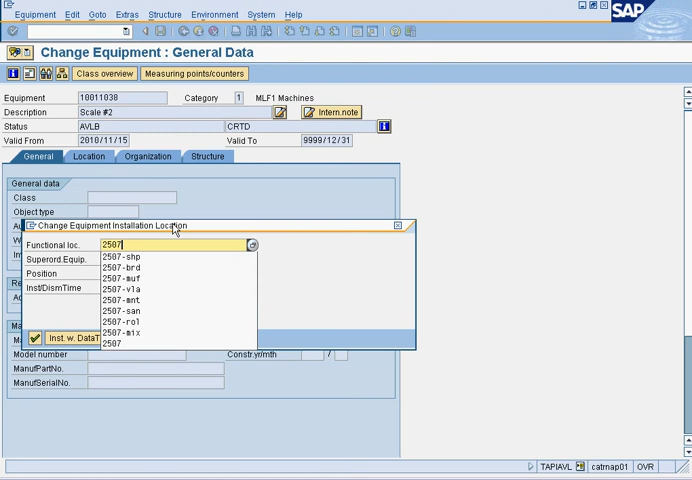 Equipment Edit Goto Extras Structure Environment System Help
SAP
Change Equipment : General Data
Class overview Measuring points/counters
Equipment 10011038 Category 1 MLF1 Machines
Description Scale #2 Intern.note
Status AVLB CRTD
Valid From 2010/11/15 Valid To 9999/12/31
General Location Organization Structure
General data
Class
Object type
Change Equipment Installation Location
Functional loc. 2507
Superord.Equip. 2507-shp
2507-brd
Position 2507-muf
Inst/DismTime 2507-vla
2507-mnt
2507-san
2507-rol
Inst. w. DataT 2507-mix
2507
Model number Constr.yr/mth /
ManufPartNo.
ManufSerialNo.
TAPIAVL catmap01 OVR